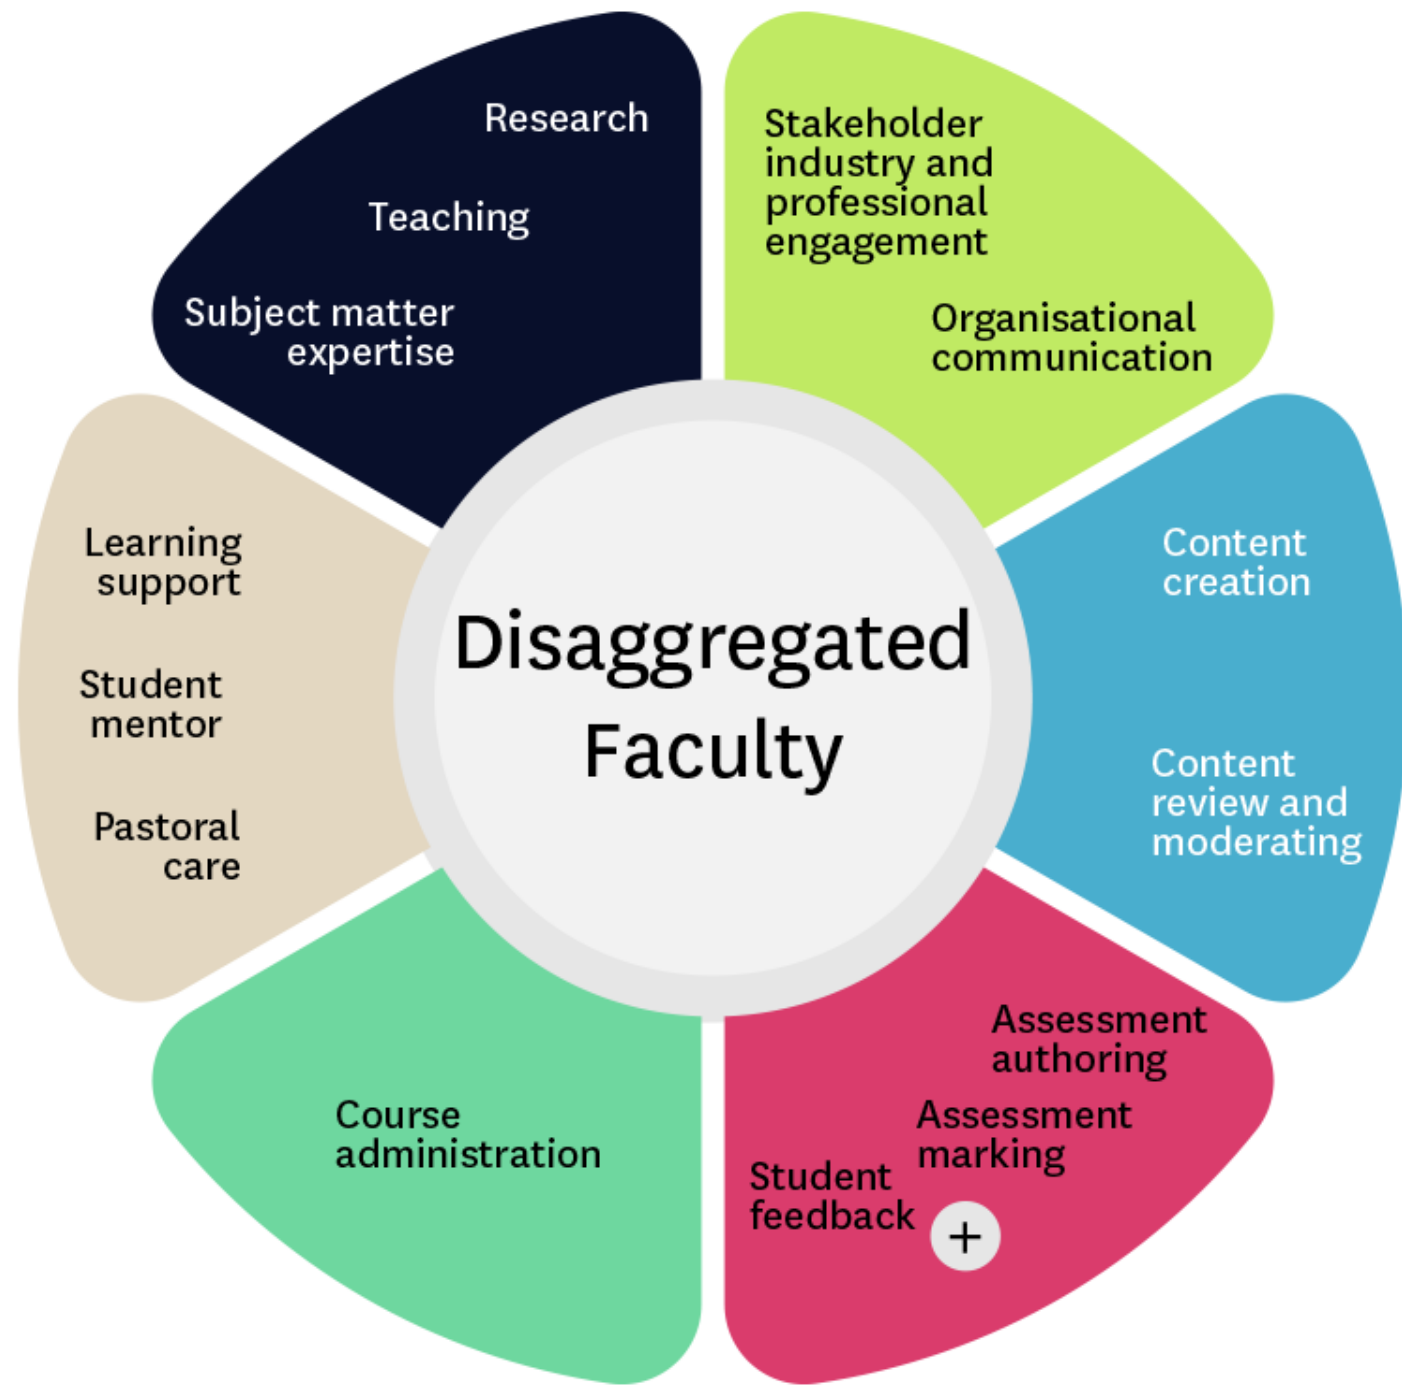 Research
Teaching
Subject matter
expertise
Stakeholder
industry and
professional
engagement
Organisational
communication
Learning
support
Student
mentor
Pastoral
care
Disaggregated
Faculty
Content
creation
Content
review and
moderating
Course
administration
Assessment
authoring
Assessment
marking
Student
feedback
+